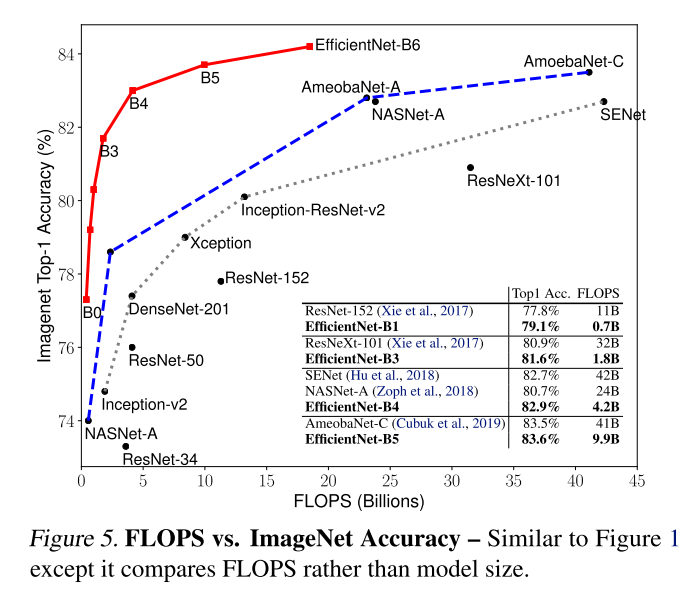 84
82
80
78
76
74
Imagenet Top-1 Accuracy (%)
EfficientNet-B6
B5
B4
B3
B0
AmoebaNet-C
AmeobaNet-A
NASNet-A
SENet
ResNeXt-101
Inception-ResNet-v2
Xception
ResNet-152
DenseNet-201
ResNet-50
Inception-v2
NASNet-A
ResNet-34
Top1 Acc. FLOPS
ResNet-152 (Xie et al., 2017) 77.8% 11B
EfficientNet-B1 79.1% 0.7B
ResNeXt-101 (Xie et al., 2017) 80.9% 32B
EfficientNet-B3 81.6% 1.8B
SENet (Hu et al., 2018) 82.7% 42B
NASNet-A (Zoph et al., 2018) 80.7% 24B
EfficientNet-B4 82.9% 4.2B
AmeobaNet-C (Cubuk et al., 2019) 83.5% 41B
EfficientNet-B5 83.6% 9.9B
0 5 10 15 20 25 30 35 40 45
FLOPS (Billions)
Figure 5. FLOPS vs. ImageNet Accuracy – Similar to Figure 1
except it compares FLOPS rather than model size.